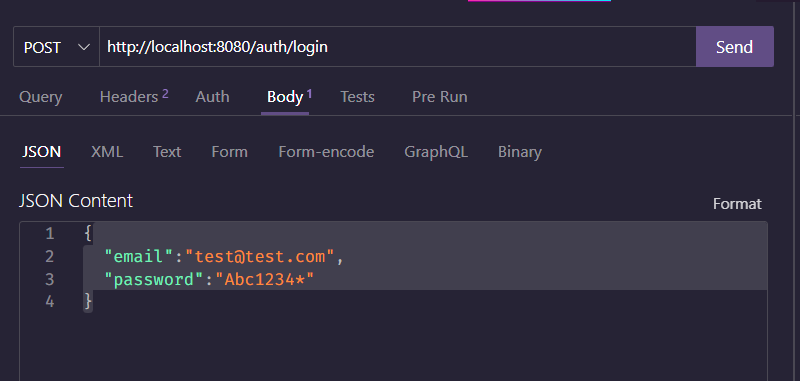 POST http://localhost:8080/auth/login Send
Query Headers 2 Auth Body 1 Tests Pre Run
JSON XML Text Form Form-encode GraphQL Binary
JSON Content Format
1 {
2 "email":"test@test.com",
3 "password":"Abc1234*"
4 }